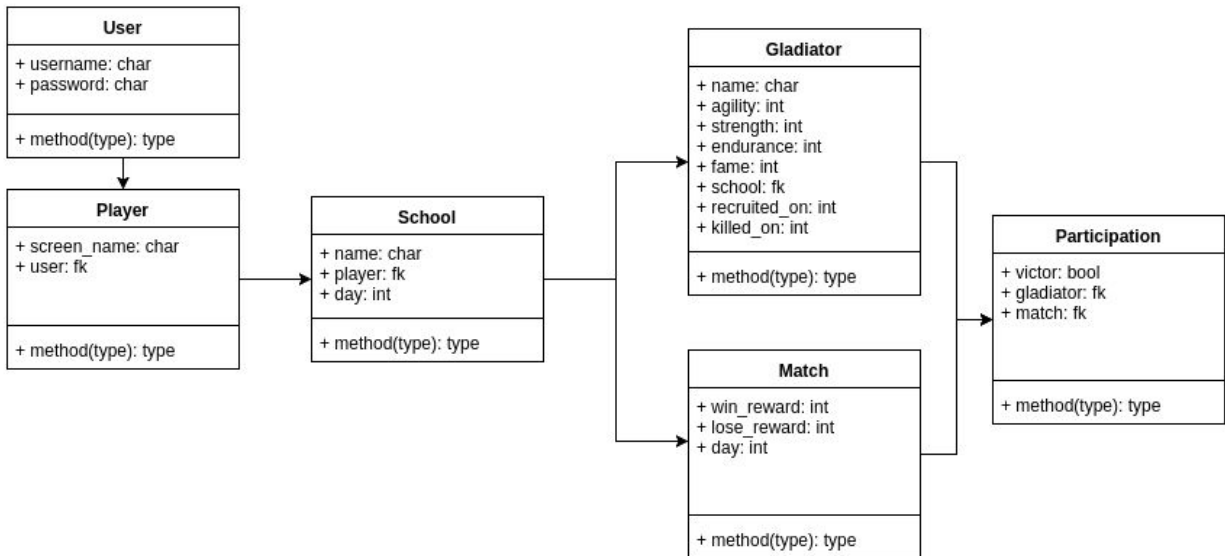 User
+ username: char
+ password: char
+ method(type): type
Player
+ screen_name: char
+ user: fk
+ method(type): type
School
+ name: char
+ player: fk
+ day: int
+ method(type): type
Gladiator
+ name: char
+ agility: int
+ strength: int
+ endurance: int
+ fame: int
+ school: fk
+ recruited_on: int
+ killed_on: int
+ method(type): type
Match
+ win_reward: int
+ lose_reward: int
+ day: int
+ method(type): type
Participation
+ victor: bool
+ gladiator: fk
+ match: fk
+ method(type): type